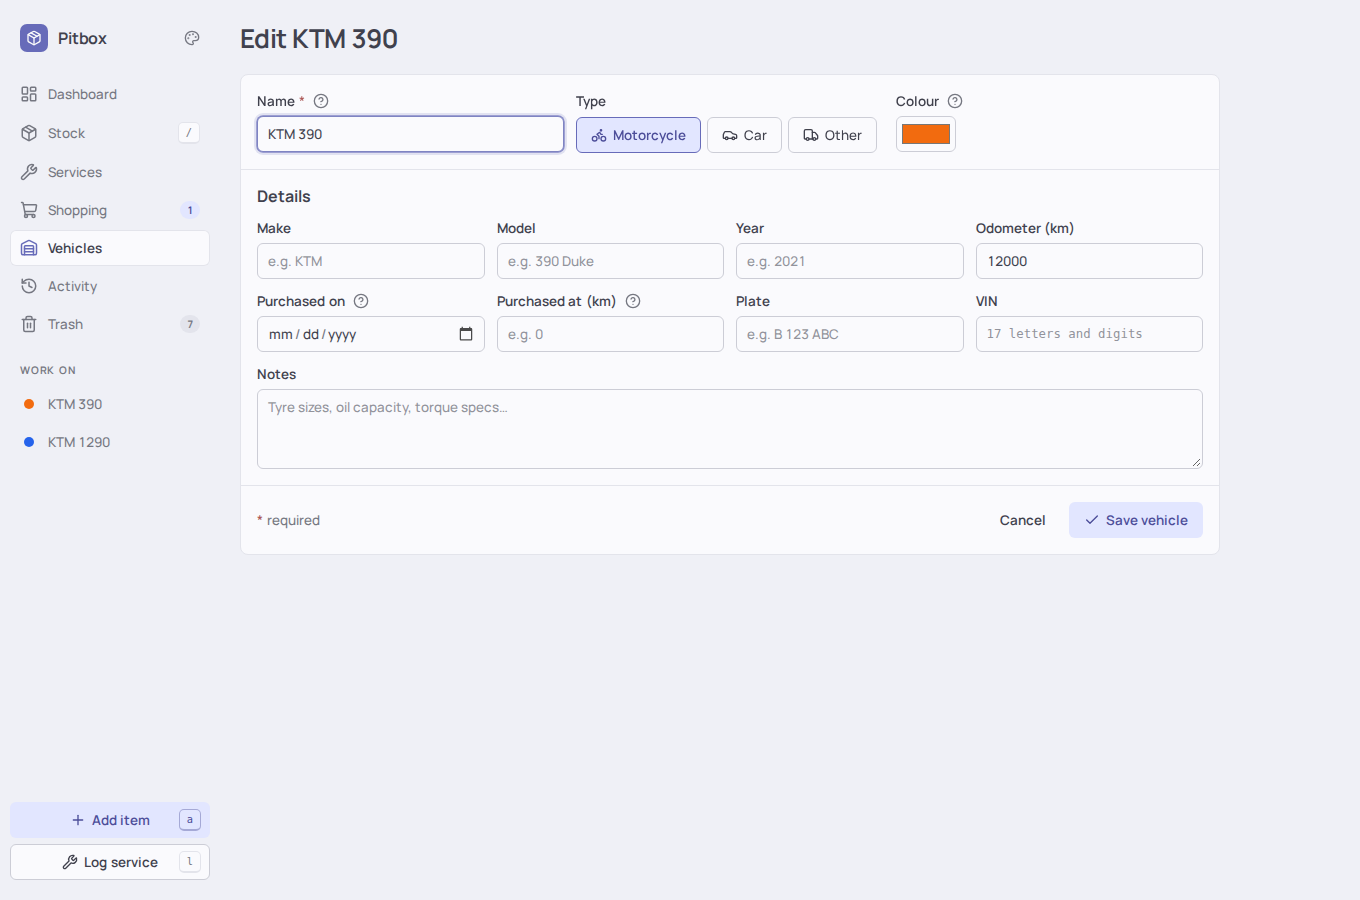 Pitbox
Dashboard
Stock /
Services
Shopping 1
Vehicles
Activity
Trash 7
WORK ON
KTM 390
KTM 1290
+ Add item a
Log service l
Edit KTM 390
Name * ?
KTM 390
Type
Motorcycle Car Other
Colour ?
Details
Make Model Year Odometer (km)
e.g. KTM e.g. 390 Duke e.g. 2021 12000
Purchased on ? Purchased at (km) ? Plate VIN
mm/dd/yyyy e.g. 0 e.g. B 123 ABC 17 letters and digits
Notes
Tyre sizes, oil capacity, torque specs…
* required Cancel Save vehicle